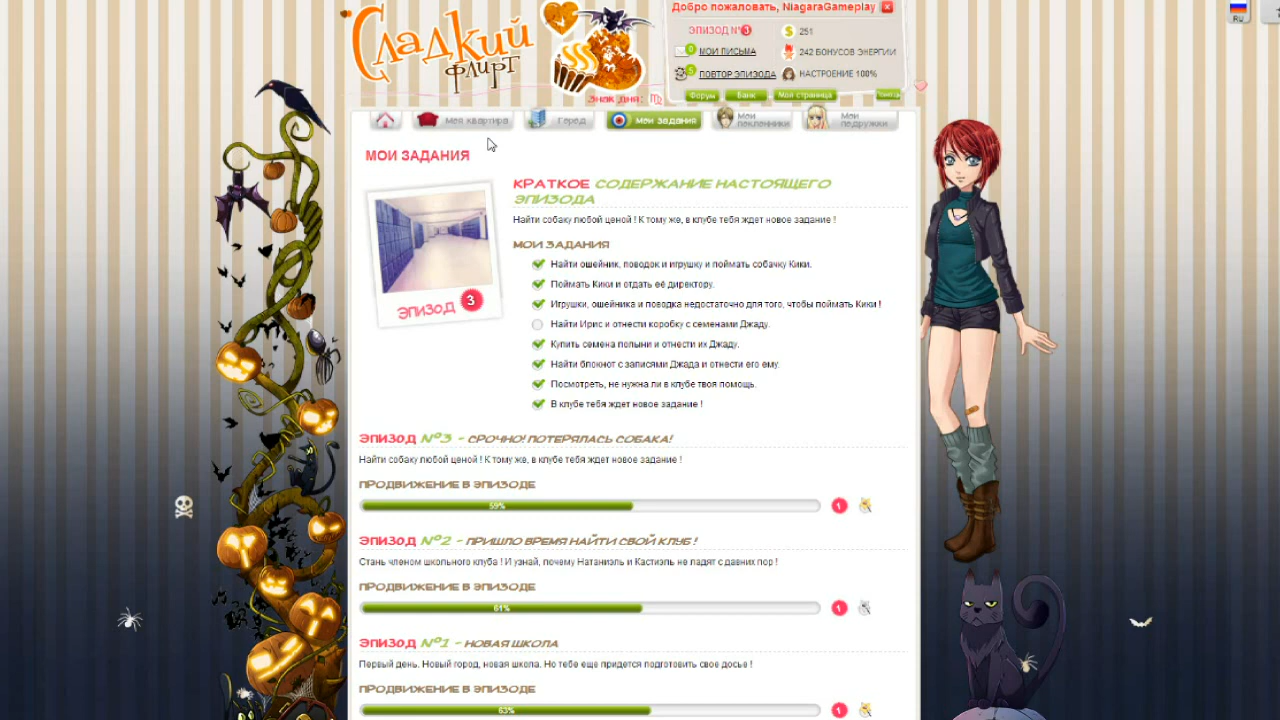 Сладкий
флирт
Добро пожаловать, NiagaraGameplay
ЭПИЗОД №3
251
0 МОИ ПИСЬМА
242 БОНУСОВ ЭНЕРГИИ
5 ПОВТОР ЭПИЗОДА
НАСТРОЕНИЕ 100%
Знак дня:
Форум
Банк
Моя страница
Помощь
RU
Моя квартира
Город
Мои задания
Мои поклонники
Мои подружки
МОИ ЗАДАНИЯ
ЭПИЗОД 3
КРАТКОЕ СОДЕРЖАНИЕ НАСТОЯЩЕГО
ЭПИЗОДА
Найти собаку любой ценой ! К тому же, в клубе тебя ждет новое задание !
МОИ ЗАДАНИЯ
Найти ошейник, поводок и игрушку и поймать собачку Кики.
Поймать Кики и отдать её директору.
Игрушки, ошейника и поводка недостаточно для того, чтобы поймать Кики !
Найти Ирис и отнести коробку с семенами Джаду.
Купить семена полыни и отнести их Джаду.
Найти блокнот с записями Джада и отнести его ему.
Посмотреть, не нужна ли в клубе твоя помощь.
В клубе тебя ждет новое задание !
ЭПИЗОД №3 - СРОЧНО! ПОТЕРЯЛАСЬ СОБАКА!
Найти собаку любой ценой ! К тому же, в клубе тебя ждет новое задание !
ПРОДВИЖЕНИЕ В ЭПИЗОДЕ
59%
1
ЭПИЗОД №2 - ПРИШЛО ВРЕМЯ НАЙТИ СВОЙ КЛУБ !
Стань членом школьного клуба ! И узнай, почему Натаниэль и Кастиэль не ладят с давних пор !
ПРОДВИЖЕНИЕ В ЭПИЗОДЕ
61%
1
ЭПИЗОД №1 - НОВАЯ ШКОЛА
Первый день. Новый город, новая школа. Но тебе еще придется подготовить свое досье !
ПРОДВИЖЕНИЕ В ЭПИЗОДЕ
63%
1